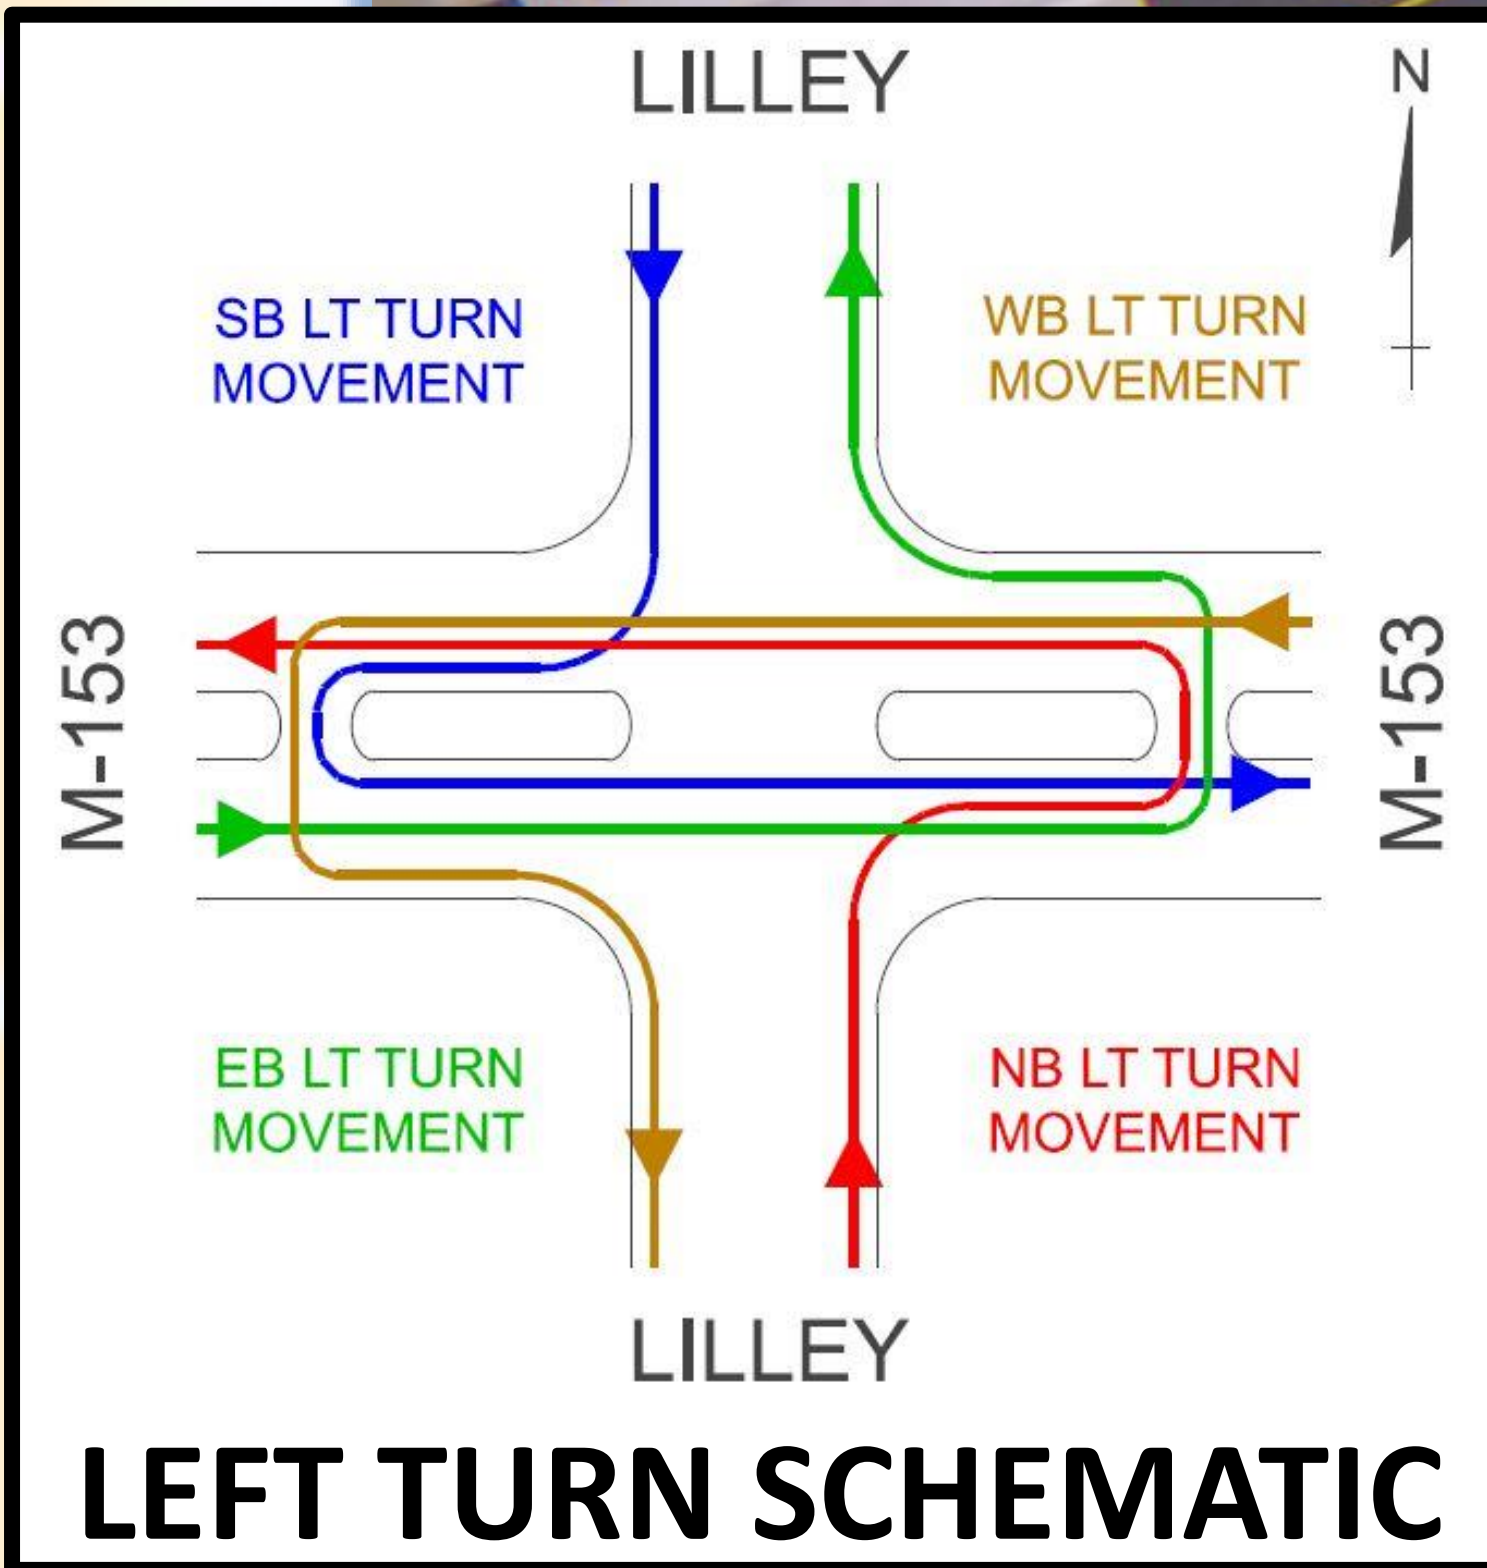 LILLEY
N
SB LT TURN
MOVEMENT
WB LT TURN
MOVEMENT
M-153
M-153
EB LT TURN
MOVEMENT
NB LT TURN
MOVEMENT
LILLEY
LEFT TURN SCHEMATIC